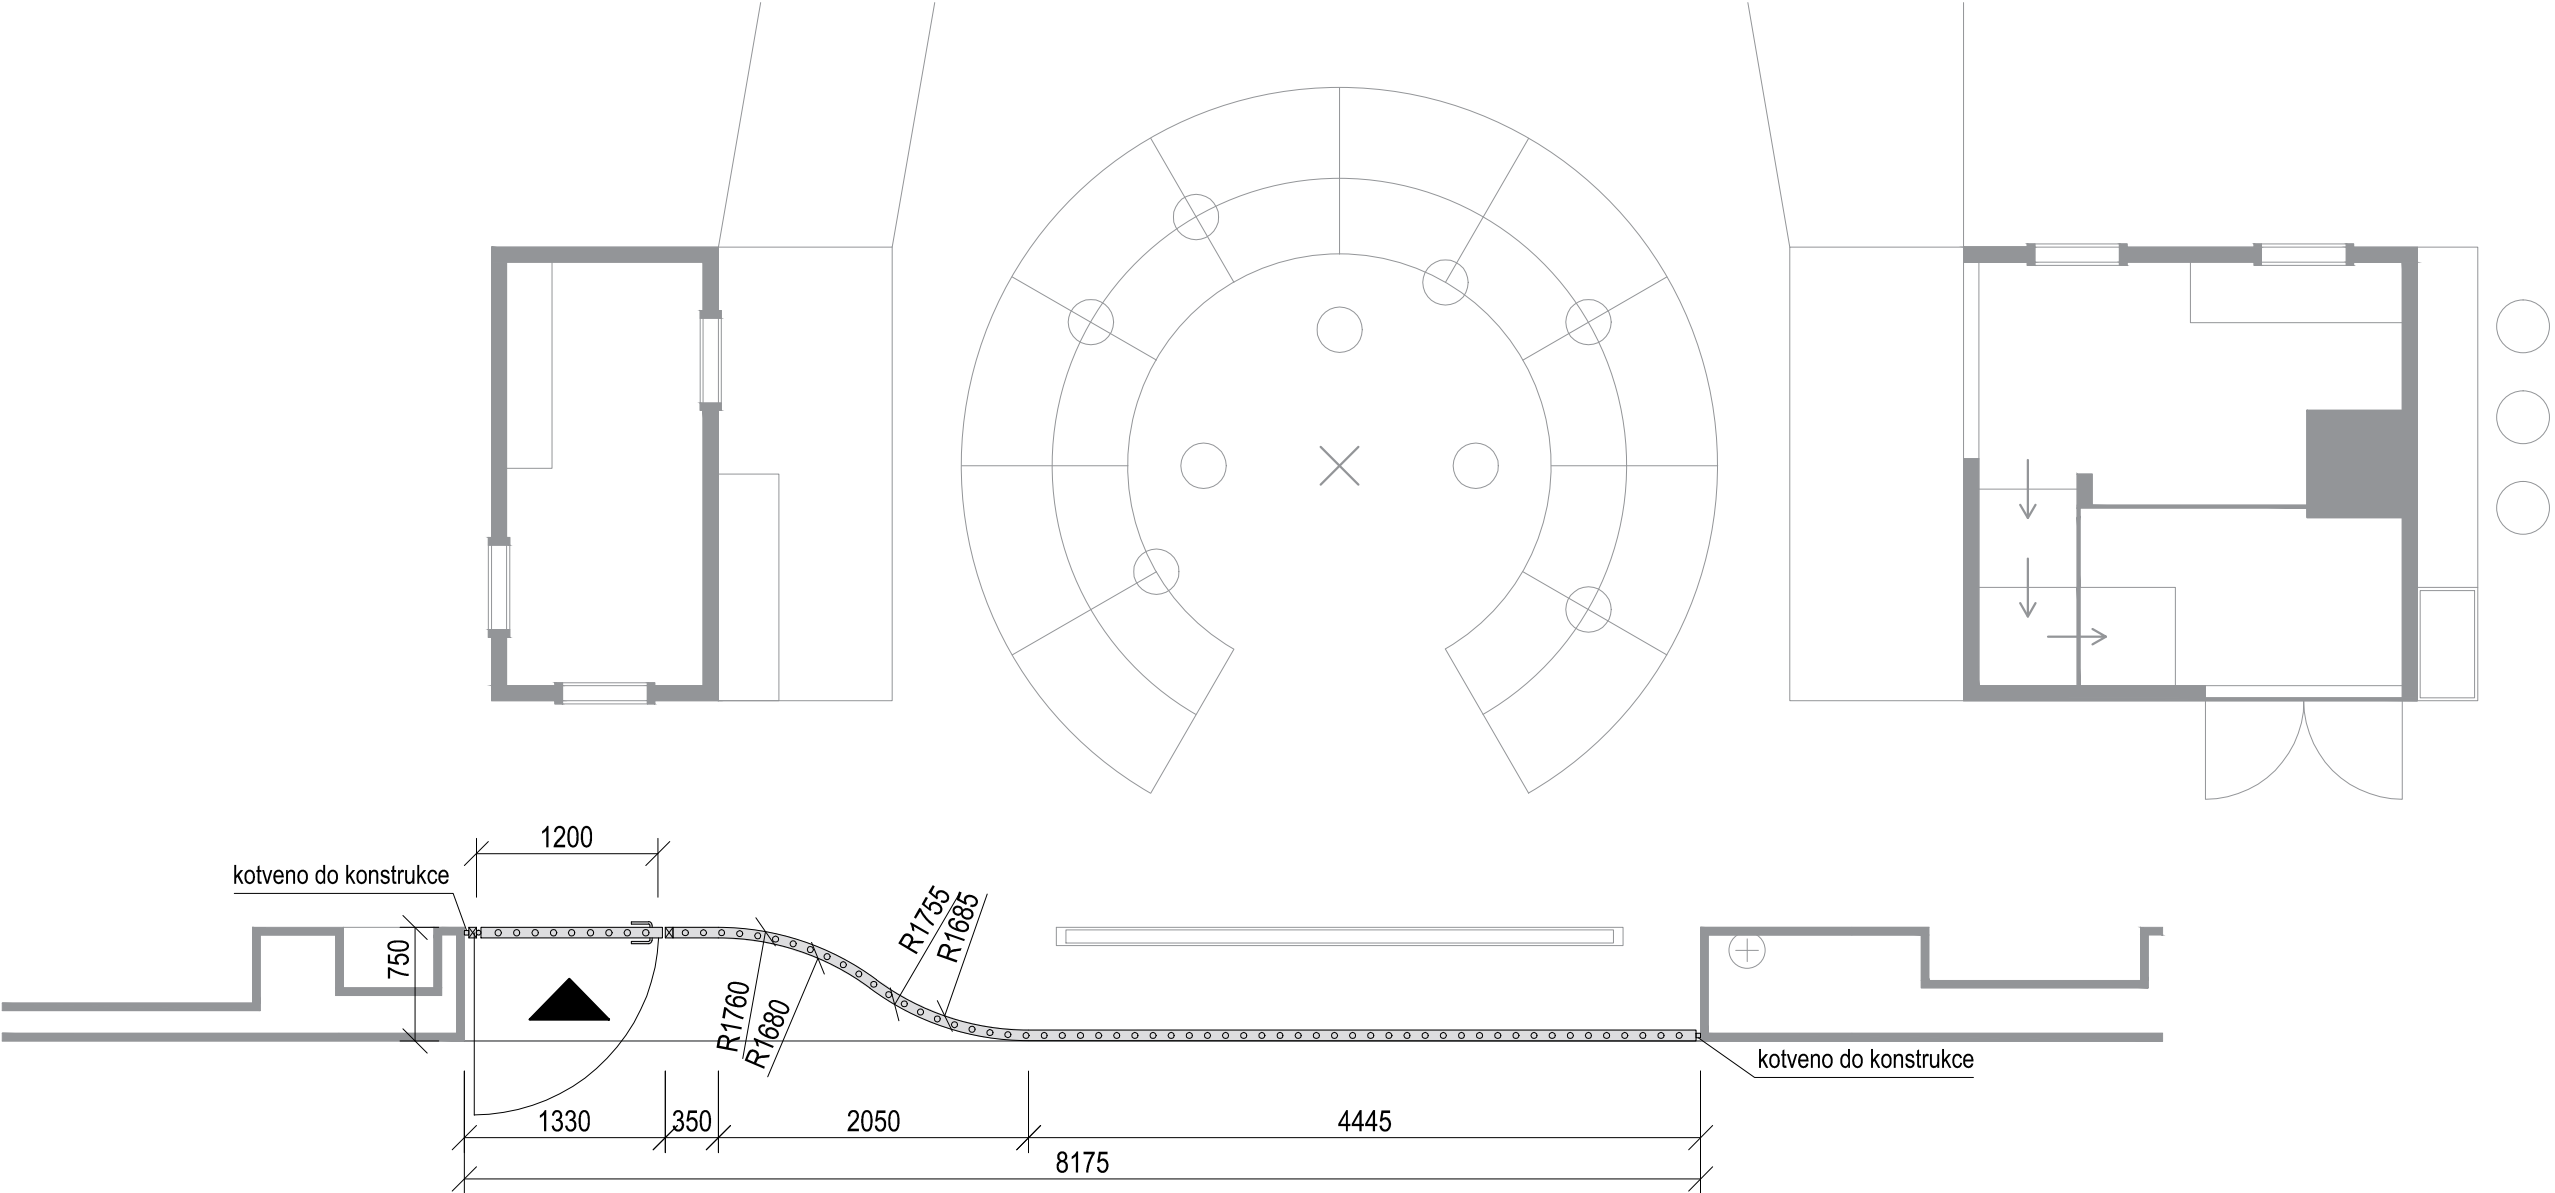 1200
kotveno do konstrukce
750
R1755
R1685
R1760
R1680
kotveno do konstrukce
1330
350
2050
4445
8175